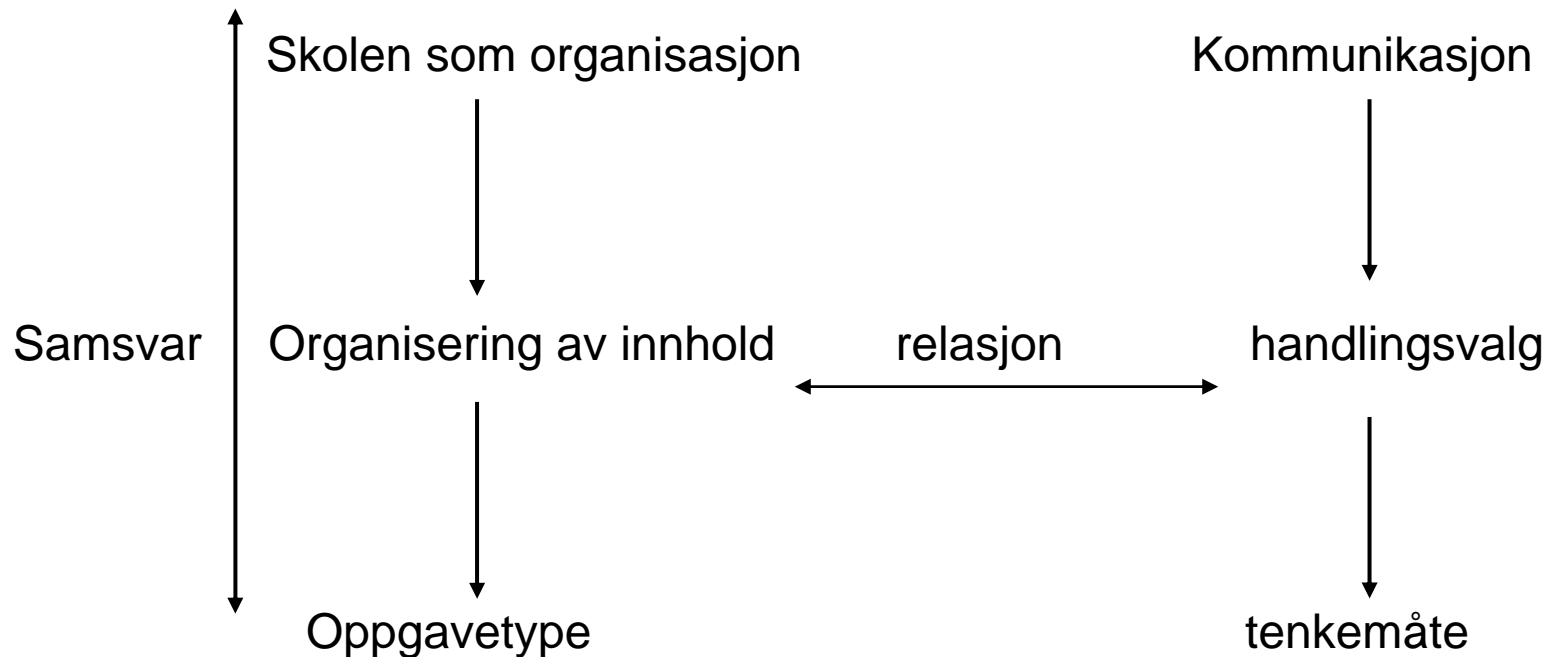 Skolen som organisasjon Kommunikasjon
Samsvar Organisering av innhold relasjon handlingsvalg
Oppgavetype tenkemåte